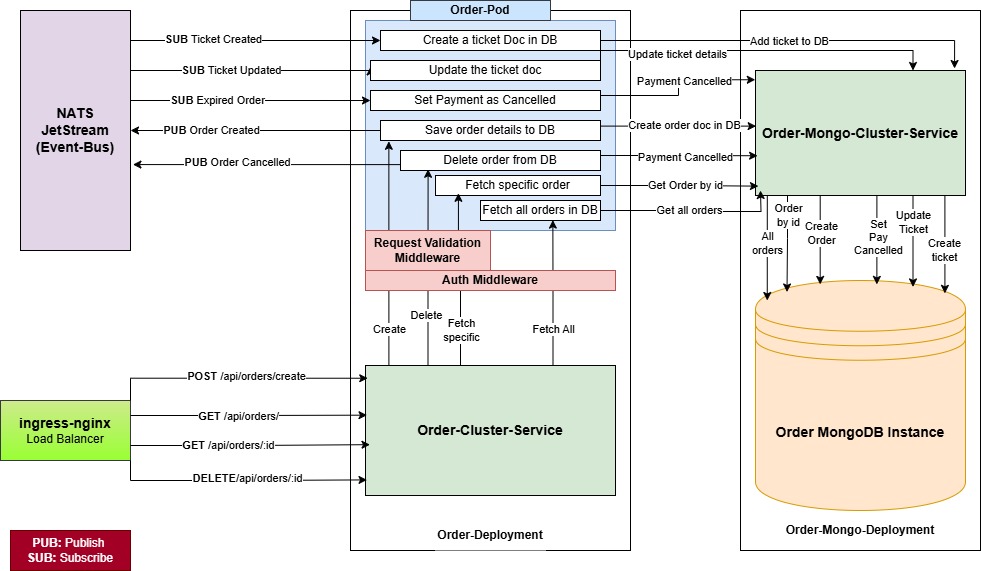 Order-Pod
SUB Ticket Created
Create a ticket Doc in DB
Add ticket to DB
Update ticket details
SUB Ticket Updated
Update the ticket doc
Payment Cancelled
SUB Expired Order
Set Payment as Cancelled
NATS
JetStream
(Event-Bus)
PUB Order Created
Save order details to DB
Create order doc in DB
Order-Mongo-Cluster-Service
PUB Order Cancelled
Delete order from DB
Payment Cancelled
Fetch specific order
Get Order by id
Fetch all orders in DB
Get all orders
All
orders
Order
by id
Create
Order
Set
Pay
Cancelled
Update
Ticket
Create
ticket
Request Validation
Middleware
Auth Middleware
Create
Delete
Fetch
specific
Fetch All
POST /api/orders/create
GET /api/orders/
GET /api/orders/:id
DELETE/api/orders/:id
ingress-nginx
Load Balancer
Order-Cluster-Service
Order MongoDB Instance
Order-Deployment
Order-Mongo-Deployment
PUB: Publish
SUB: Subscribe